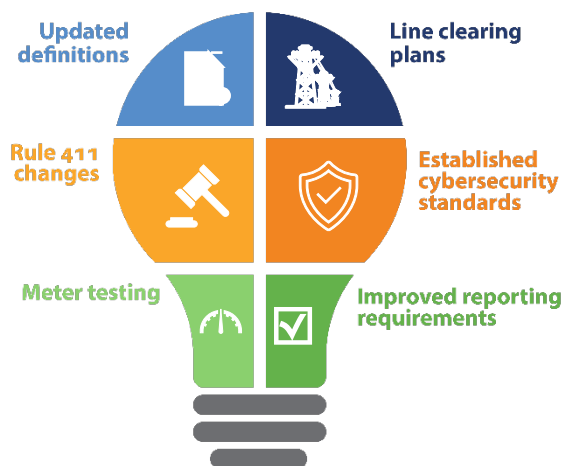 Updated
definitions
Line clearing
plans
Rule 411
changes
Established
cybersecurity
standards
Meter testing
Improved reporting
requirements